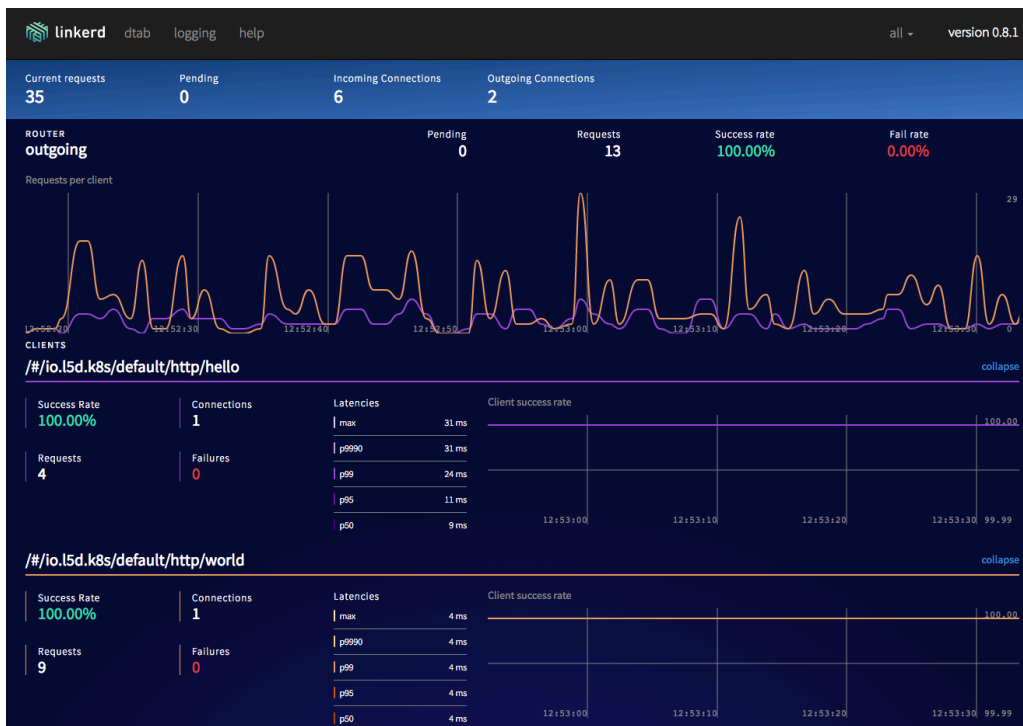 linkerd dtab logging help all version 0.8.1
Current requests Pending Incoming Connections Outgoing Connections
35 0 6 2
ROUTER Pending Requests Success rate Fail rate
outgoing 0 13 100.00% 0.00%
Requests per client
29
12:52:20 12:52:30 12:52:40 12:52:50 12:53:00 12:53:10 12:53:20 12:53:30 0
CLIENTS
/#/io.l5d.k8s/default/http/hello collapse
Success Rate Connections Latencies Client success rate
100.00% 1 max 31 ms 100.00
p9990 31 ms
Requests Failures
4 0 p99 24 ms
p95 11 ms
p50 9 ms 12:53:00 12:53:10 12:53:20 12:53:30 99.99
/#/io.l5d.k8s/default/http/world collapse
Success Rate Connections Latencies Client success rate
100.00% 1 max 4 ms 100.00
p9990 4 ms
Requests Failures
9 0 p99 4 ms
p95 4 ms
p50 4 ms 12:53:00 12:53:10 12:53:20 12:53:30 99.99